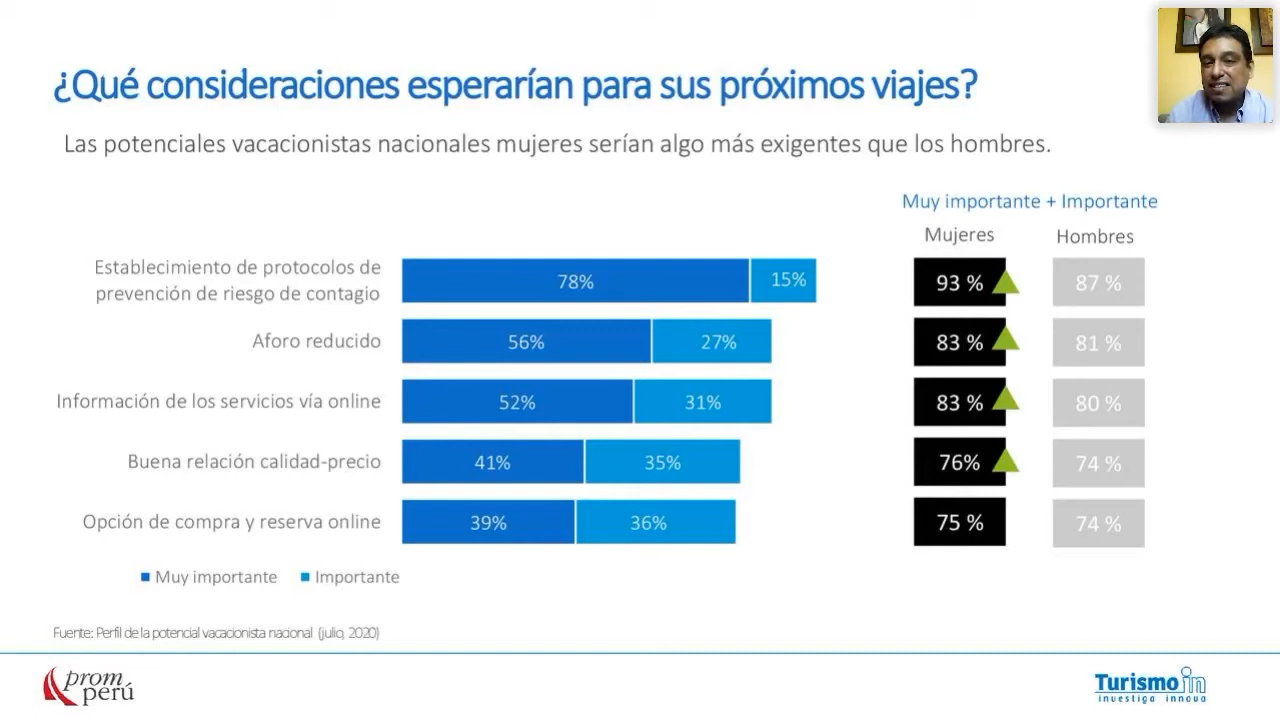 ¿Qué consideraciones esperarían para sus próximos viajes?
Las potenciales vacacionistas nacionales mujeres serían algo más exigentes que los hombres.
Muy importante + Importante
Mujeres Hombres
Establecimiento de protocolos de
prevención de riesgo de contagio
78% 15% 93 % 87 %
Aforo reducido 56% 27% 83 % 81 %
Información de los servicios vía online 52% 31% 83 % 80 %
Buena relación calidad-precio 41% 35% 76% 74 %
Opción de compra y reserva online 39% 36% 75 % 74 %
Muy importante Importante
Fuente: Perfil de la potencial vacacionista nacional (julio, 2020)
prom
perú
Turismo in
investiga innova